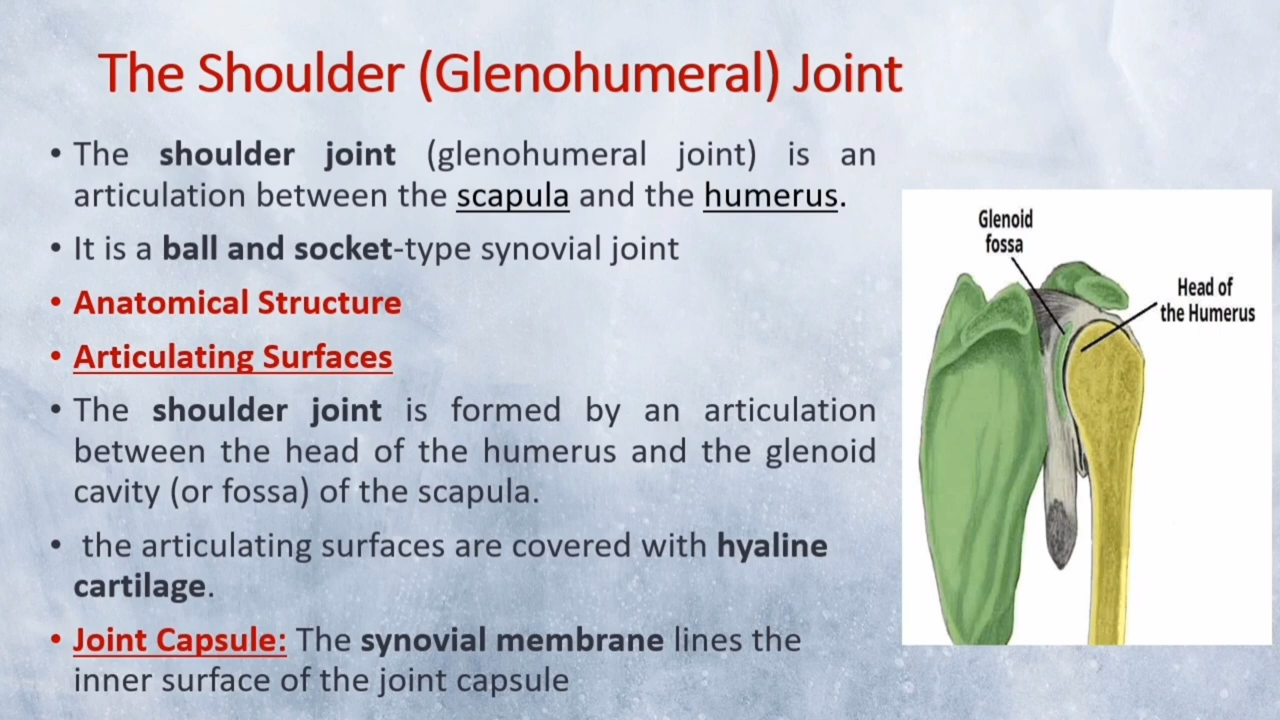 The Shoulder (Glenohumeral) Joint
• The shoulder joint (glenohumeral joint) is an
articulation between the scapula and the humerus.
• It is a ball and socket-type synovial joint
• Anatomical Structure
• Articulating Surfaces
• The shoulder joint is formed by an articulation
between the head of the humerus and the glenoid
cavity (or fossa) of the scapula.
• the articulating surfaces are covered with hyaline
cartilage.
• Joint Capsule: The synovial membrane lines the
inner surface of the joint capsule
Glenoid
fossa
Head of
the Humerus